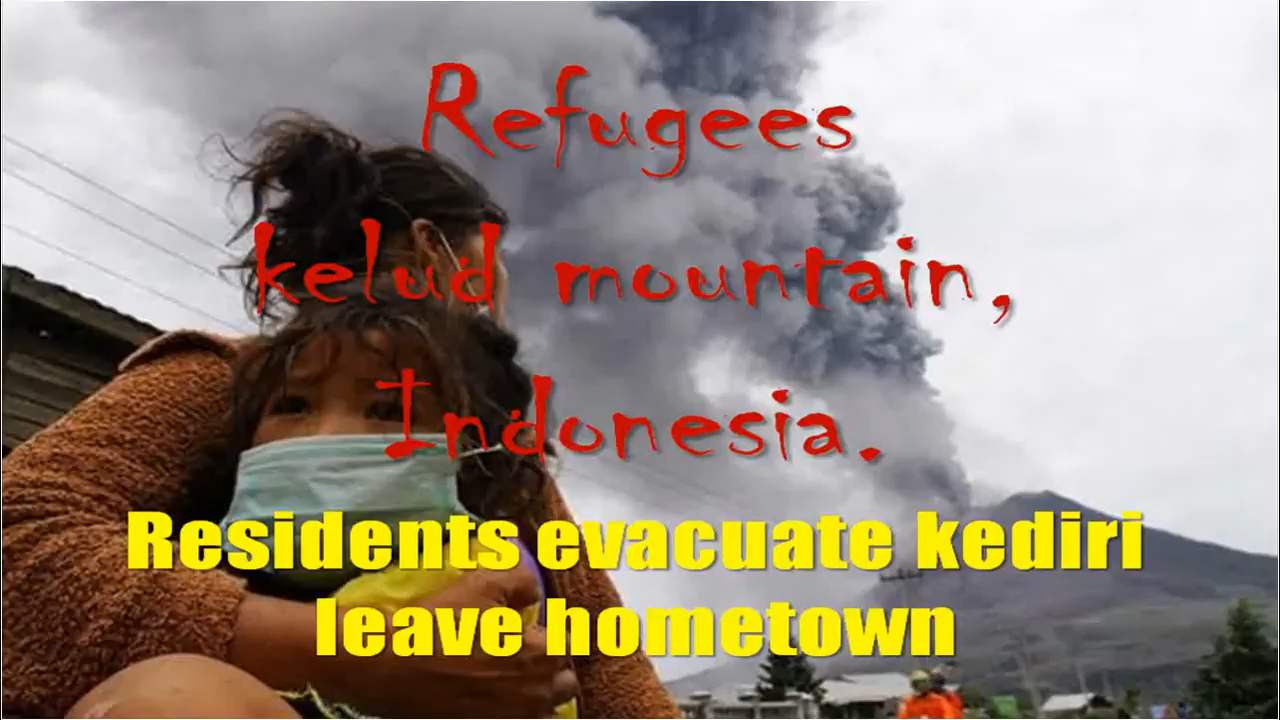 Refugees
kelud mountain,
Indonesia.
Residents evacuate kediri
leave hometown